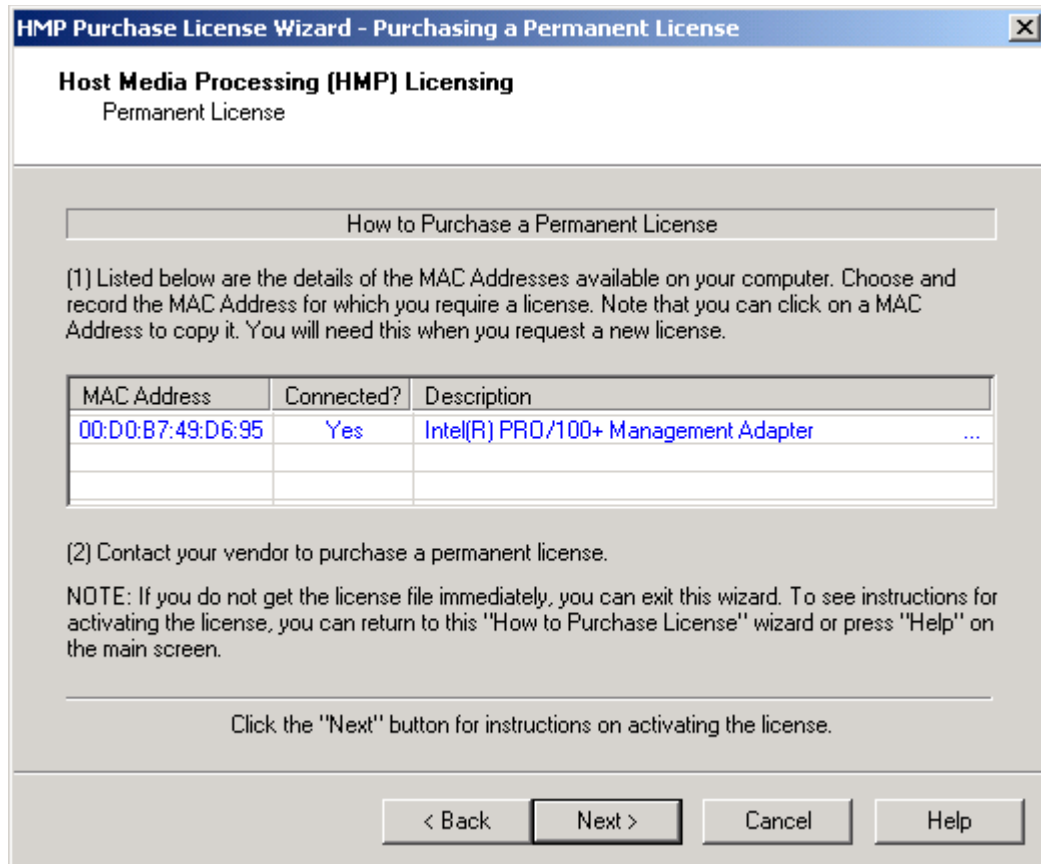 HMP Purchase License Wizard - Purchasing a Permanent License
Host Media Processing (HMP) Licensing
Permanent License
How to Purchase a Permanent License
(1) Listed below are the details of the MAC Addresses available on your computer. Choose and
record the MAC Address for which you require a license. Note that you can click on a MAC
Address to copy it. You will need this when you request a new license.
MAC Address Connected? Description
00:D0:B7:49:D6:95 Yes Intel(R) PRO/100+ Management Adapter ...
(2) Contact your vendor to purchase a permanent license.
NOTE: If you do not get the license file immediately, you can exit this wizard. To see instructions for
activating the license, you can return to this "How to Purchase License" wizard or press "Help" on
the main screen.
Click the "Next" button for instructions on activating the license.
< Back Next > Cancel Help